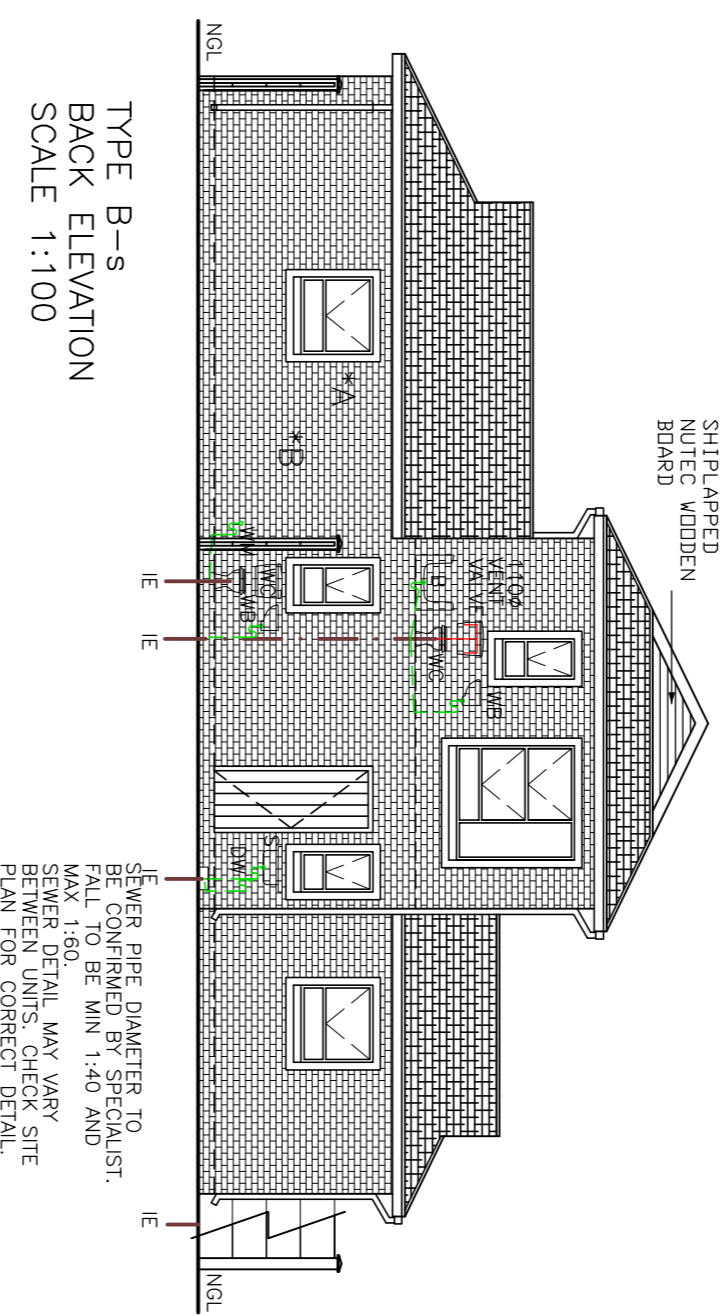 SHIPLAPPED
NUTEC WOODEN
BOARD
110ø
VENT
VALVE
B
WC
WB
*A
*B
WC
WB
S
DW
NGL
NGL
IE
IE
IE
IE
TYPE B-s
BACK ELEVATION
SCALE 1:100
SEWER PIPE DIAMETER TO
BE CONFIRMED BY SPECIALIST.
FALL TO BE MIN 1:40 AND
MAX 1:60.
SEWER DETAIL MAY VARY
BETWEEN UNITS. CHECK SITE
PLAN FOR CORRECT DETAIL.